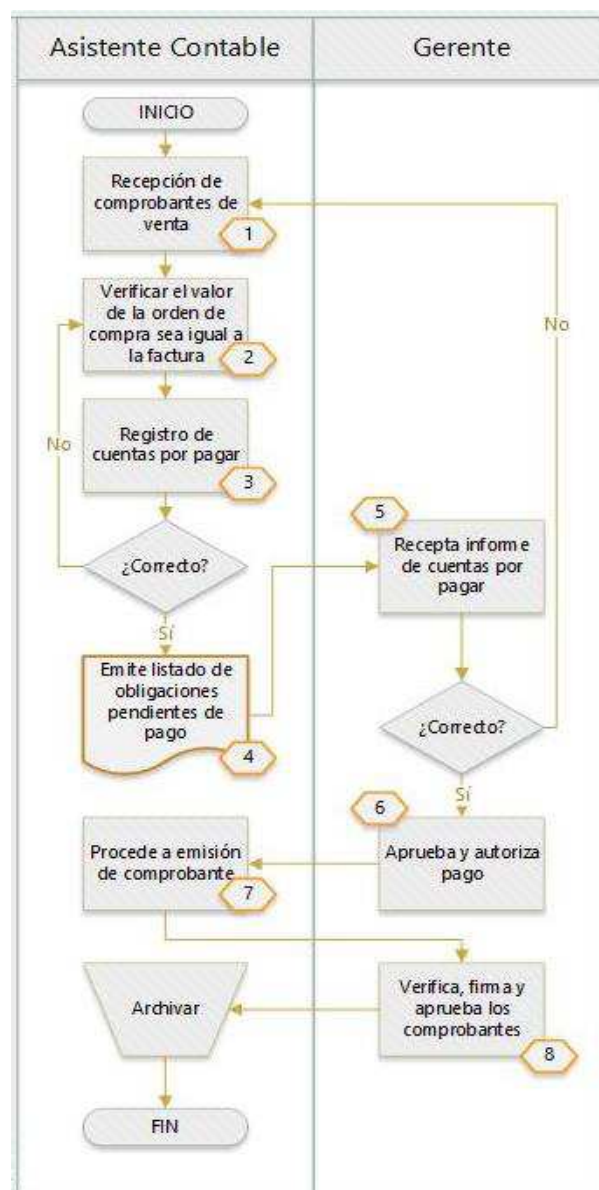 Asistente Contable
Gerente
INICIO
Recepción de
comprobantes de
venta
1
Verificar el valor
de la orden de
compra sea igual a
la factura
2
No
No
Registro de
cuentas por pagar
3
5
Recepta informe
de cuentas por
pagar
¿Correcto?
Sí
Emite listado de
obligaciones
pendientes de
pago
4
¿Correcto?
Sí
6
Aprueba y autoriza
pago
Procede a emisión
de comprobante
7
Verifica, firma y
aprueba los
comprobantes
8
Archivar
FIN